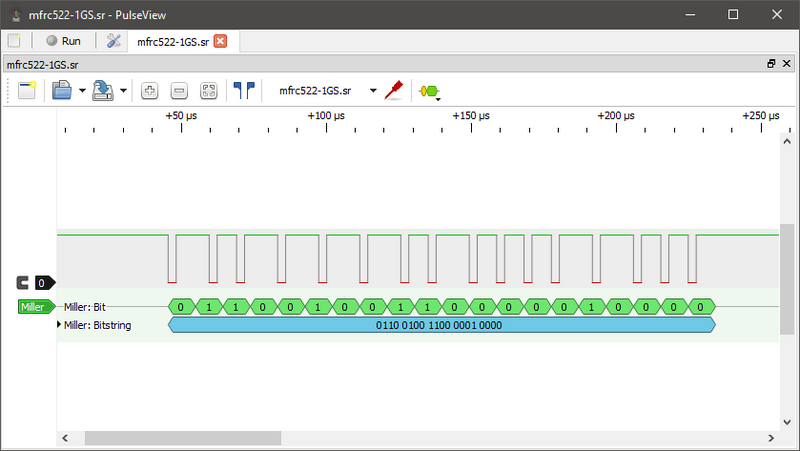 mfrc522-1GS.sr - PulseView
Run
mfrc522-1GS.sr
mfrc522-1GS.sr
mfrc522-1GS.sr
+50 µs +100 µs +150 µs +200 µs +250 µs
C 0
Miller Miller: Bit 0 1 1 0 0 1 0 0 1 1 0 0 0 0 0 1 0 0 0 0
Miller: Bitstring 0110 0100 1100 0001 0000